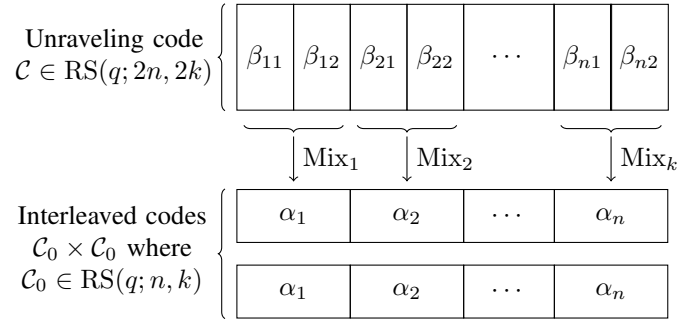 Unraveling code
𝒞 ∈ RS(q; 2n, 2k)
β₁₁ β₁₂ β₂₁ β₂₂ ··· βₙ₁ βₙ₂
Mix₁ Mix₂ Mixₖ
Interleaved codes
𝒞₀ × 𝒞₀ where
𝒞₀ ∈ RS(q; n, k)
α₁ α₂ ··· αₙ
α₁ α₂ ··· αₙ